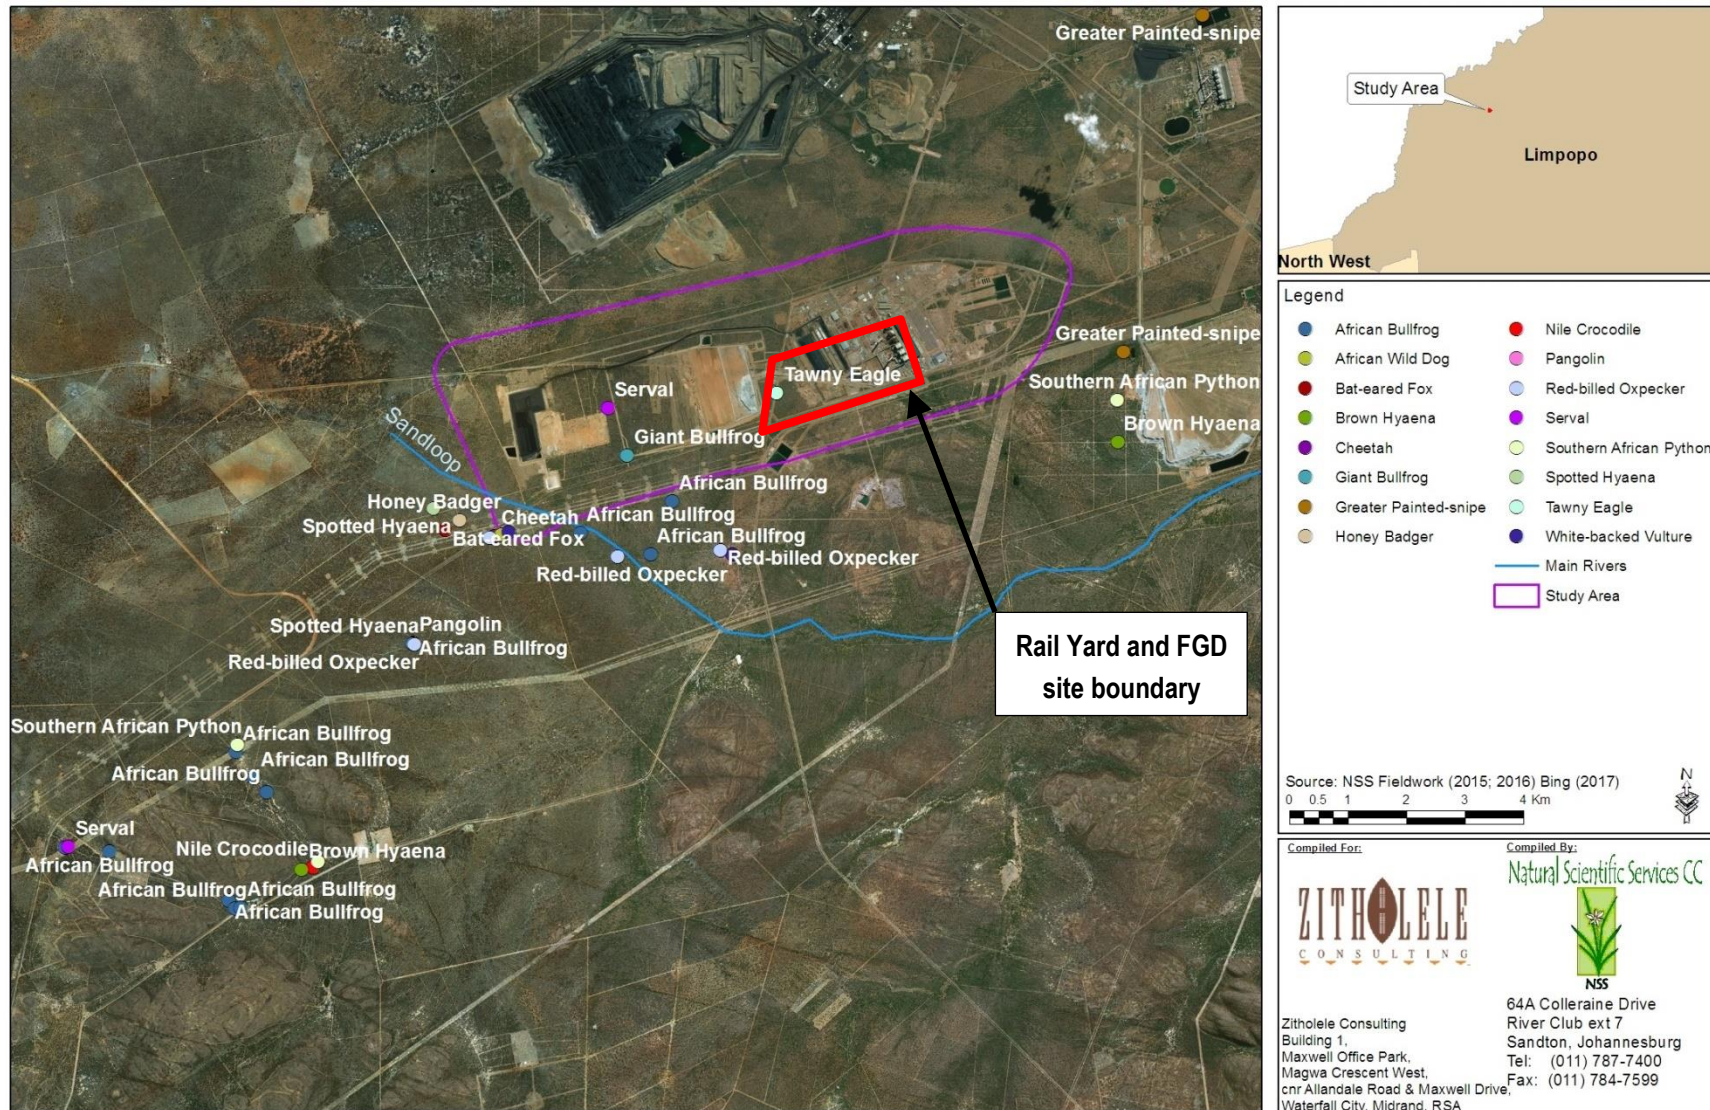 Greater Painted-snipe
Greater Painted-snipe
Tawny Eagle
Southern African Python
Serval
Brown Hyaena
Sandloop
Giant Bullfrog
African Bullfrog
Honey Badger
Cheetah
African Bullfrog
Spotted Hyaena
Bat-eared Fox
African Bullfrog
Red-billed Oxpecker
Red-billed Oxpecker
Spotted Hyaena
Pangolin
African Bullfrog
Red-billed Oxpecker
Rail Yard and FGD
site boundary
Southern African Python
African Bullfrog
African Bullfrog
African Bullfrog
Serval
Nile Crocodile
Brown Hyaena
African Bullfrog
African Bullfrog
African Bullfrog
African Bullfrog
Study Area
Limpopo
North West
Legend
African Bullfrog
African Wild Dog
Bat-eared Fox
Brown Hyaena
Cheetah
Giant Bullfrog
Greater Painted-snipe
Honey Badger
Nile Crocodile
Pangolin
Red-billed Oxpecker
Serval
Southern African Python
Spotted Hyaena
Tawny Eagle
White-backed Vulture
Main Rivers
Study Area
Source: NSS Fieldwork (2015; 2016) Bing (2017)
N
0 0.5 1 2 3 4 Km
Compiled For:
ZITHOLELE
CONSULTING
Zitholele Consulting
Building 1,
Maxwell Office Park,
Magwa Crescent West,
cnr Allandale Road & Maxwell Drive,
Waterfall City, Midrand, RSA
Compiled By:
Natural Scientific Services CC
NSS
64A Colleraine Drive
River Club ext 7
Sandton, Johannesburg
Tel: (011) 787-7400
Fax: (011) 784-7599